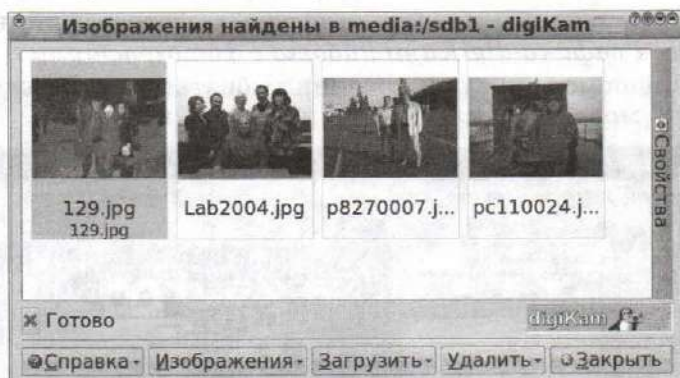 Изображения найдены в media:/sdb1 - digiKam
129.jpg
129.jpg
Lab2004.jpg
p8270007.j...
pc110024.j...
Свойства
Готово
digiKam
Справка
Изображения
Загрузить
Удалить
Закрыть